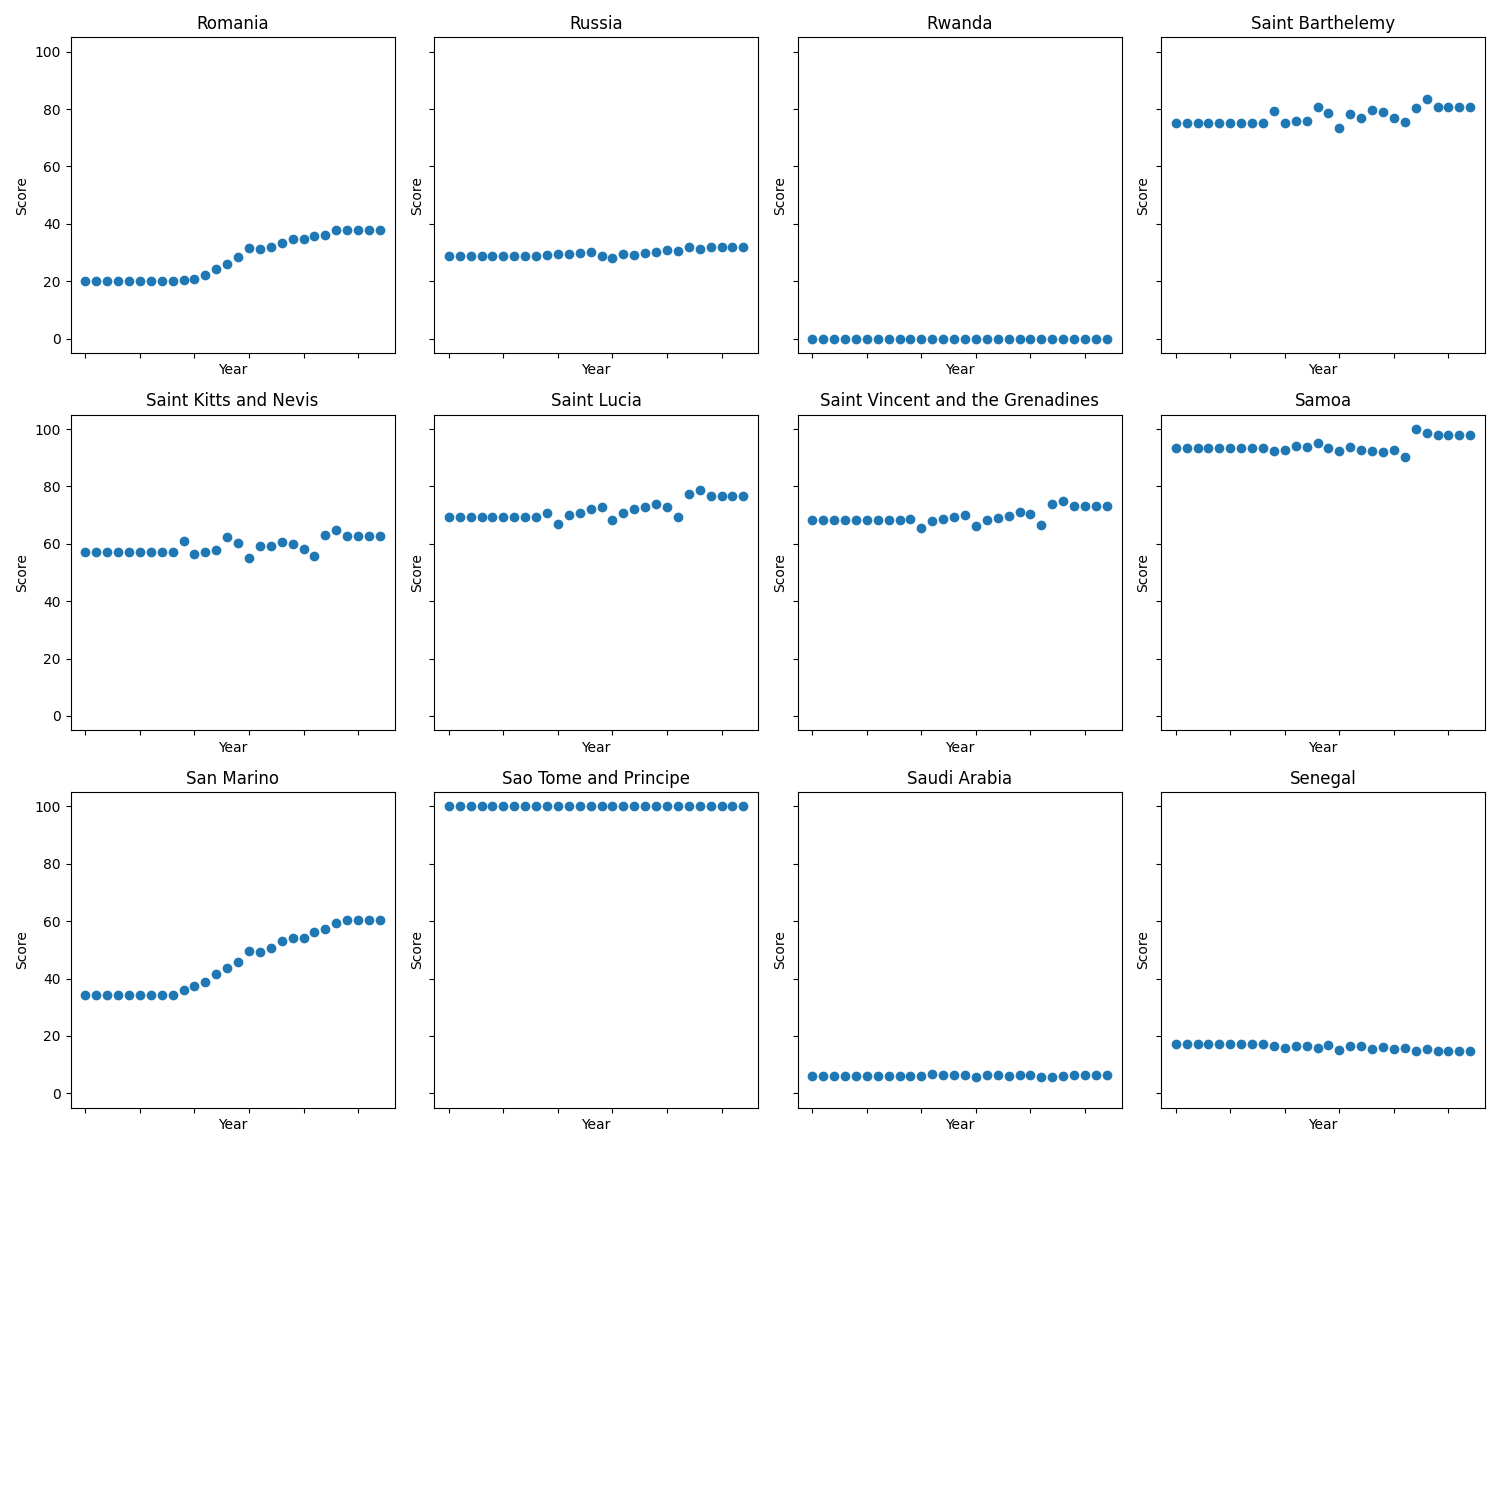 Romania
Russia
Rwanda
Saint Barthelemy
100
80
60
40
20
0
Score
Score
Score
Score
Year
Year
Year
Year
Saint Kitts and Nevis
Saint Lucia
Saint Vincent and the Grenadines
Samoa
100
80
60
40
20
0
Score
Score
Score
Score
Year
Year
Year
Year
San Marino
Sao Tome and Principe
Saudi Arabia
Senegal
100
80
60
40
20
0
Score
Score
Score
Score
Year
Year
Year
Year